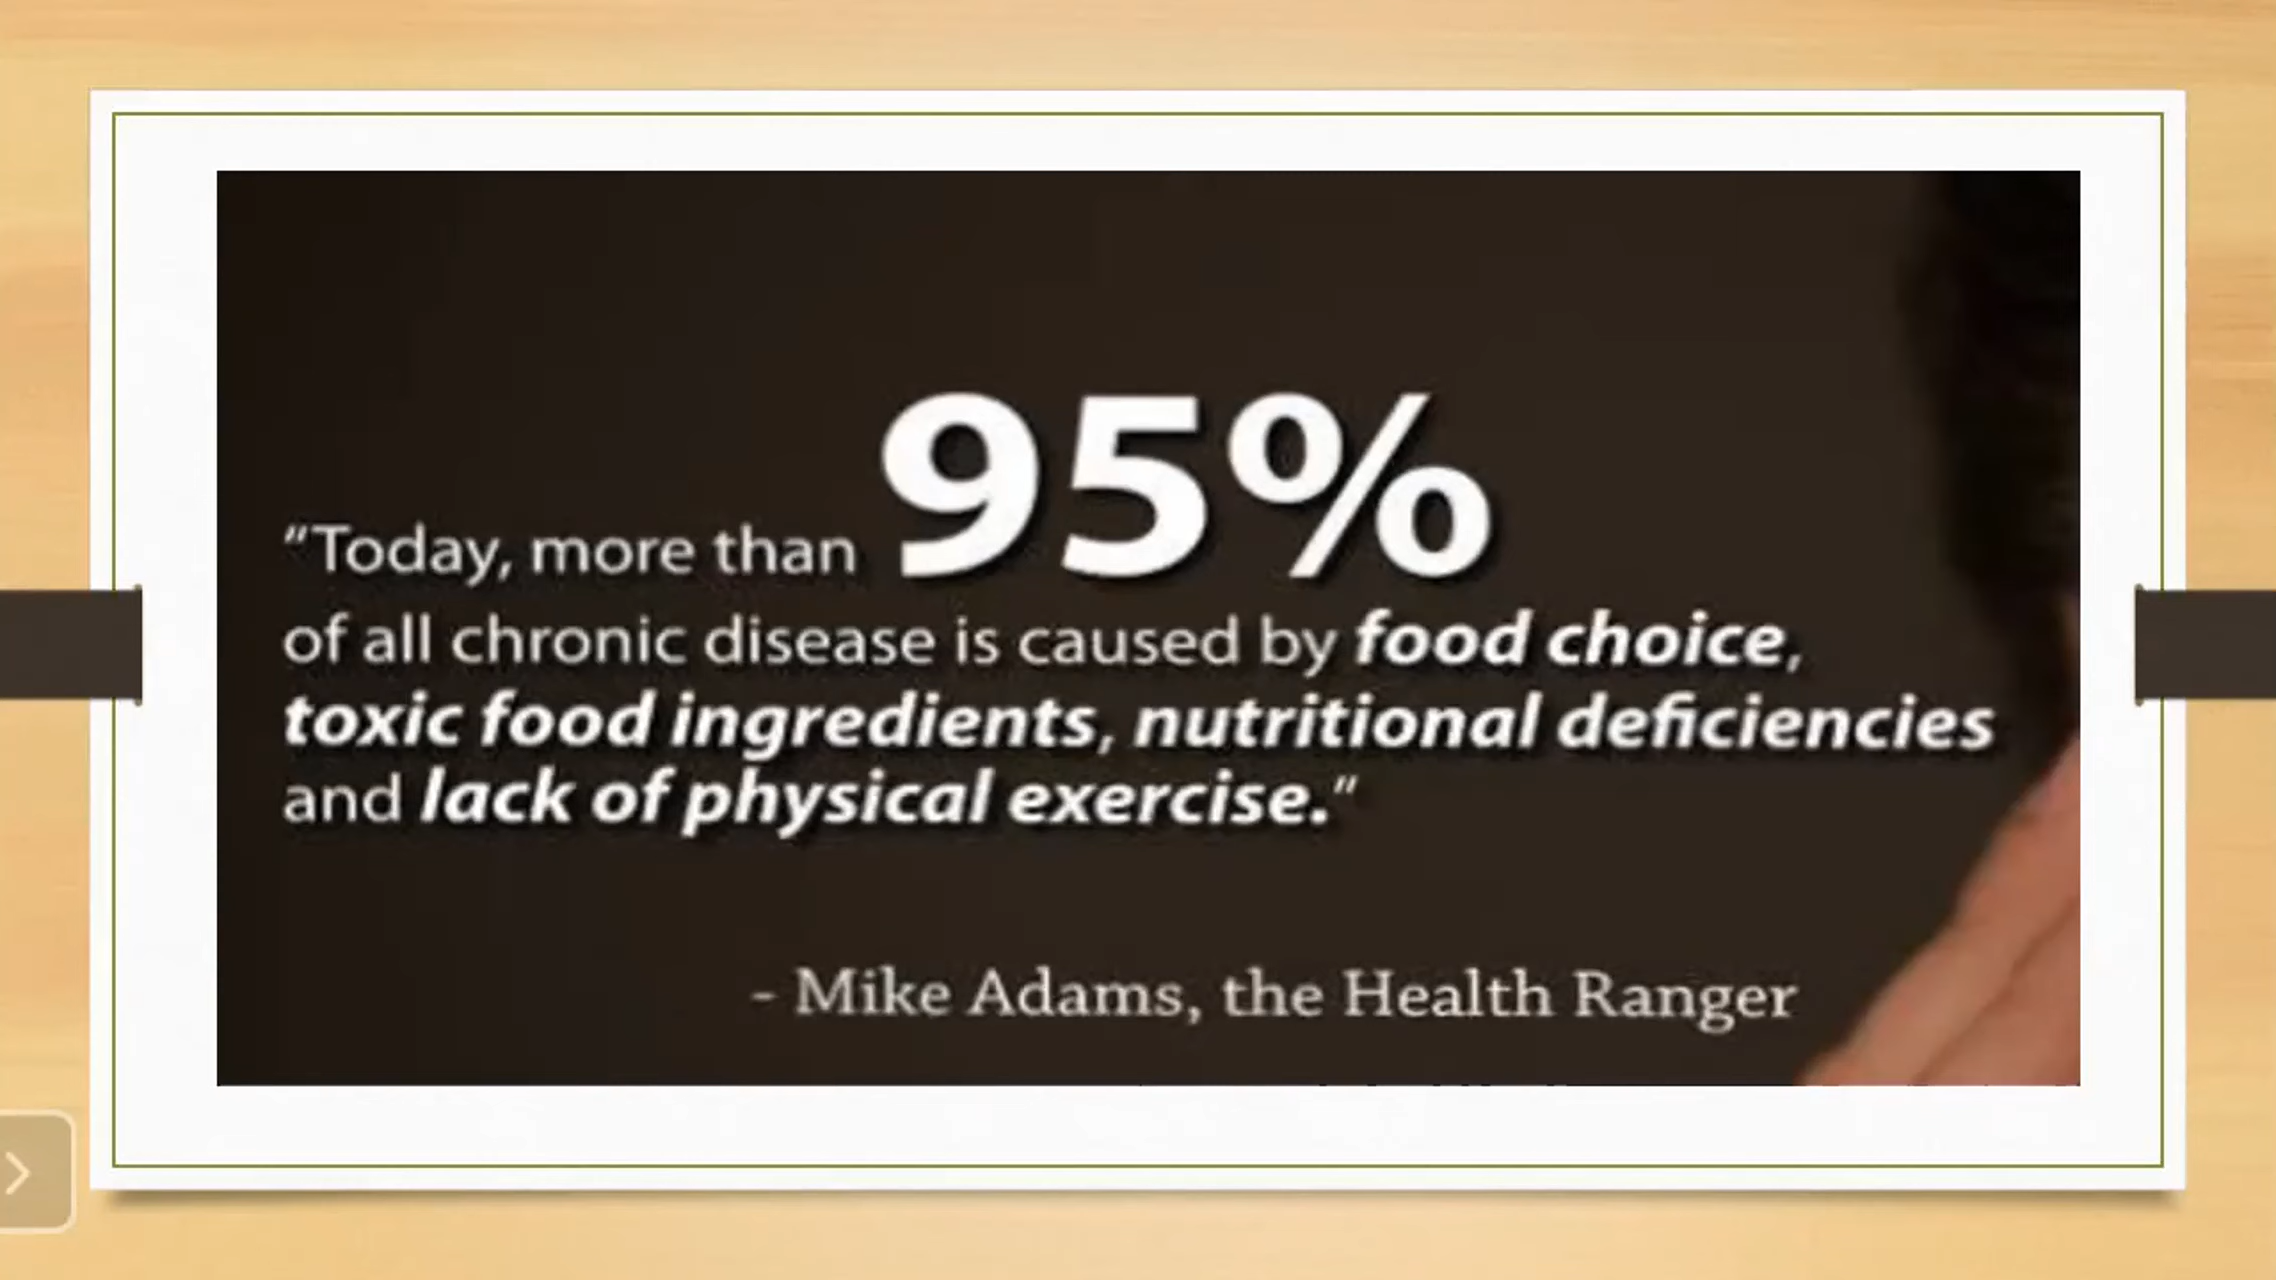 “Today, more than 95%
of all chronic disease is caused by food choice,
toxic food ingredients, nutritional deficiencies
and lack of physical exercise.”
– Mike Adams, the Health Ranger